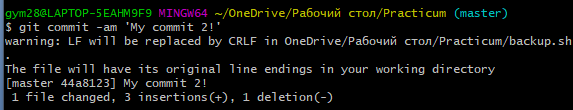 gym28@LAPTOP-5EAHM9F9 MINGW64 ~/OneDrive/Рабочий стол/Practicum (master)
$ git commit -am 'My commit 2!'
warning: LF will be replaced by CRLF in OneDrive/Рабочий стол/Practicum/backup.sh
.
The file will have its original line endings in your working directory
[master 44a8123] My commit 2!
 1 file changed, 3 insertions(+), 1 deletion(-)